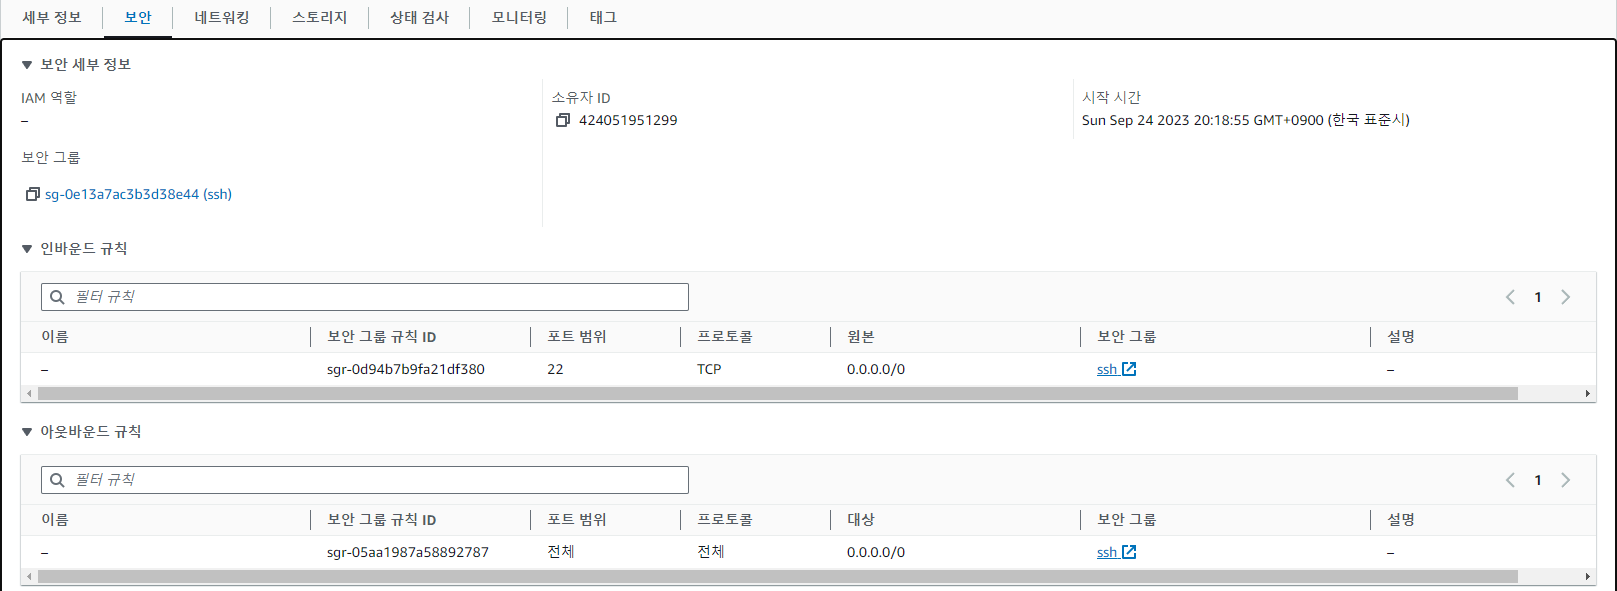 세부 정보 보안 네트워킹 스토리지 상태 검사 모니터링 태그
▼ 보안 세부 정보
IAM 역할 소유자 ID 시작 시간
– 424051951299 Sun Sep 24 2023 20:18:55 GMT+0900 (한국 표준시)
보안 그룹
sg-0e13a7ac3b3d38e44 (ssh)
▼ 인바운드 규칙
필터 규칙 1
이름 보안 그룹 규칙 ID 포트 범위 프로토콜 원본 보안 그룹 설명
– sgr-0d94b7b9fa21df380 22 TCP 0.0.0.0/0 ssh –
▼ 아웃바운드 규칙
필터 규칙 1
이름 보안 그룹 규칙 ID 포트 범위 프로토콜 대상 보안 그룹 설명
– sgr-05aa1987a58892787 전체 전체 0.0.0.0/0 ssh –